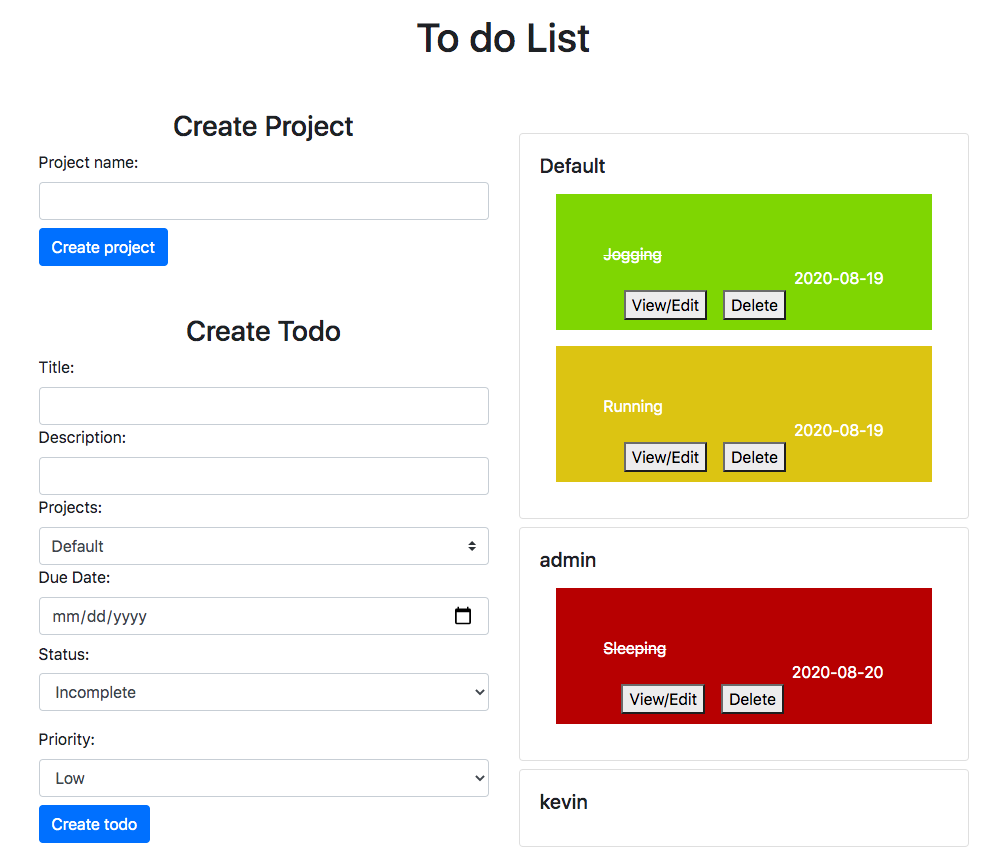 To do List
Create Project
Project name:
Create project
Create Todo
Title:
Description:
Projects:
Default
Due Date:
mm/dd/yyyy
Status:
Incomplete
Priority:
Low
Create todo
Default
Jogging
2020-08-19
View/Edit Delete
Running
2020-08-19
View/Edit Delete
admin
Sleeping
2020-08-20
View/Edit Delete
kevin